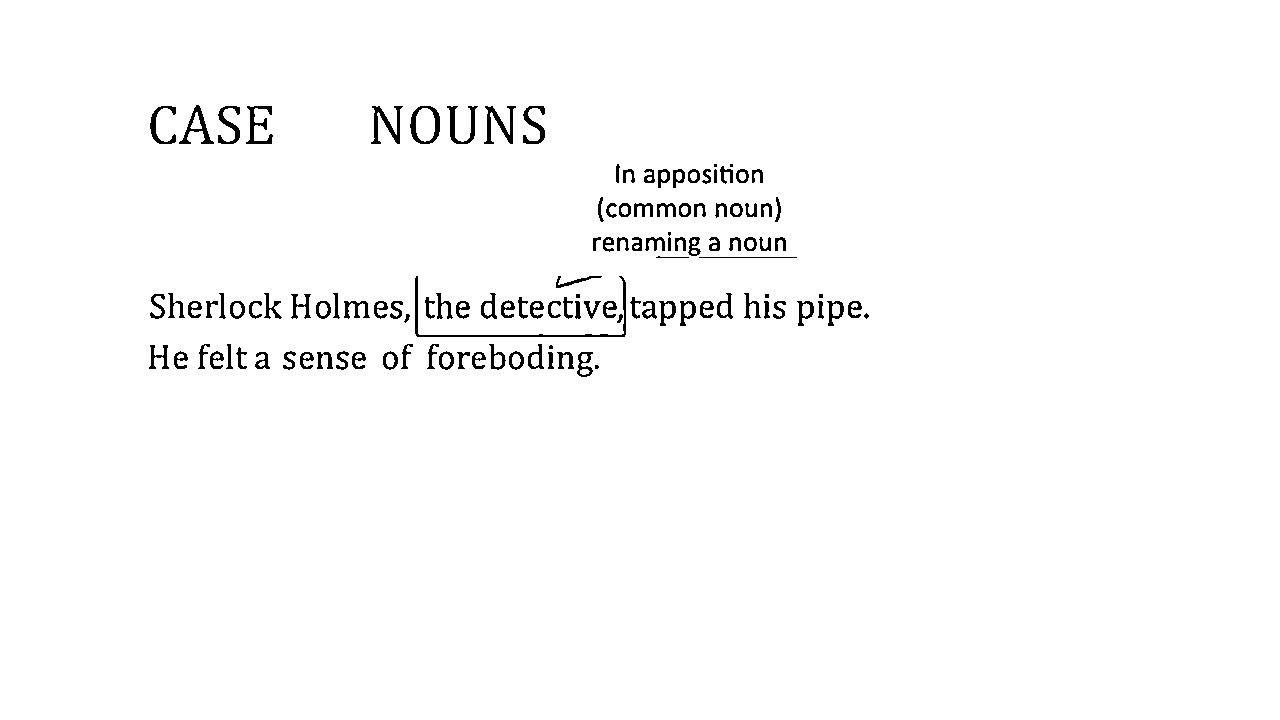 CASE NOUNS
In apposition
(common noun)
renaming a noun
Sherlock Holmes, the detective, tapped his pipe.
He felt a sense of foreboding.